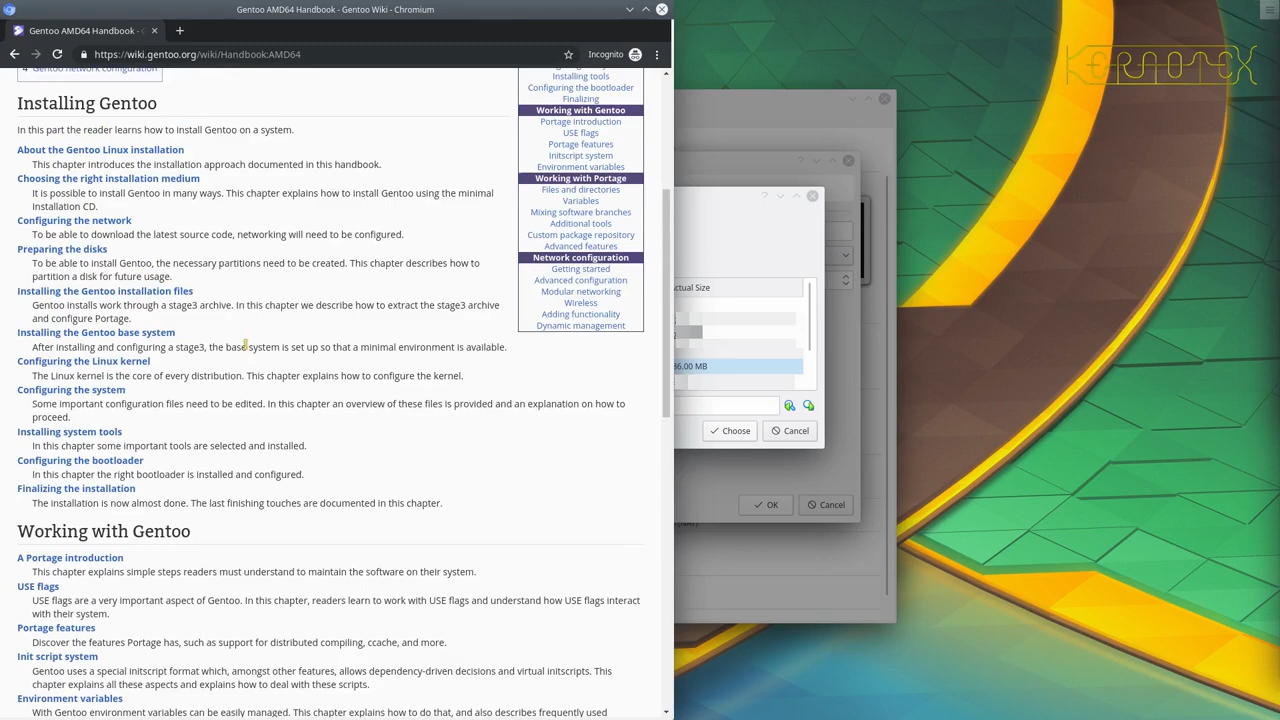 Gentoo AMD64 Handbook - Gentoo Wiki - Chromium
Gentoo AMD64 Handbook -
https://wiki.gentoo.org/wiki/Handbook:AMD64
Incognito
4 Gentoo network configuration
Installing Gentoo
In this part the reader learns how to install Gentoo on a system.
About the Gentoo Linux installation
This chapter introduces the installation approach documented in this handbook.
Choosing the right installation medium
It is possible to install Gentoo in many ways. This chapter explains how to install Gentoo using the minimal
Installation CD.
Configuring the network
To be able to download the latest source code, networking will need to be configured.
Preparing the disks
To be able to install Gentoo, the necessary partitions need to be created. This chapter describes how to
partition a disk for future usage.
Installing the Gentoo installation files
Gentoo installs work through a stage3 archive. In this chapter we describe how to extract the stage3 archive
and configure Portage.
Installing the Gentoo base system
After installing and configuring a stage3, the base system is set up so that a minimal environment is available.
Configuring the Linux kernel
The Linux kernel is the core of every distribution. This chapter explains how to configure the kernel.
Configuring the system
Some important configuration files need to be edited. In this chapter an overview of these files is provided and an explanation on how to
proceed.
Installing system tools
In this chapter some important tools are selected and installed.
Configuring the bootloader
In this chapter the right bootloader is installed and configured.
Finalizing the installation
The installation is now almost done. The last finishing touches are documented in this chapter.
Working with Gentoo
A Portage introduction
This chapter explains simple steps readers must understand to maintain the software on their system.
USE flags
USE flags are a very important aspect of Gentoo. In this chapter, readers learn to work with USE flags and understand how USE flags interact
with their system.
Portage features
Discover the features Portage has, such as support for distributed compiling, ccache, and more.
Init script system
Gentoo uses a special initscript format which, amongst other features, allows dependency-driven decisions and virtual initscripts. This
chapter explains all these aspects and explains how to deal with these scripts.
Environment variables
With Gentoo environment variables can be easily managed. This chapter explains how to do that, and also describes frequently used
Installing tools
Configuring the bootloader
Finalizing
Working with Gentoo
Portage introduction
USE flags
Portage features
Initscript system
Environment variables
Working with Portage
Files and directories
Variables
Mixing software branches
Additional tools
Custom package repository
Advanced features
Network configuration
Getting started
Advanced configuration
Modular networking
Wireless
Adding functionality
Dynamic management
ctual Size
36.00 MB
Choose
Cancel
OK
Cancel